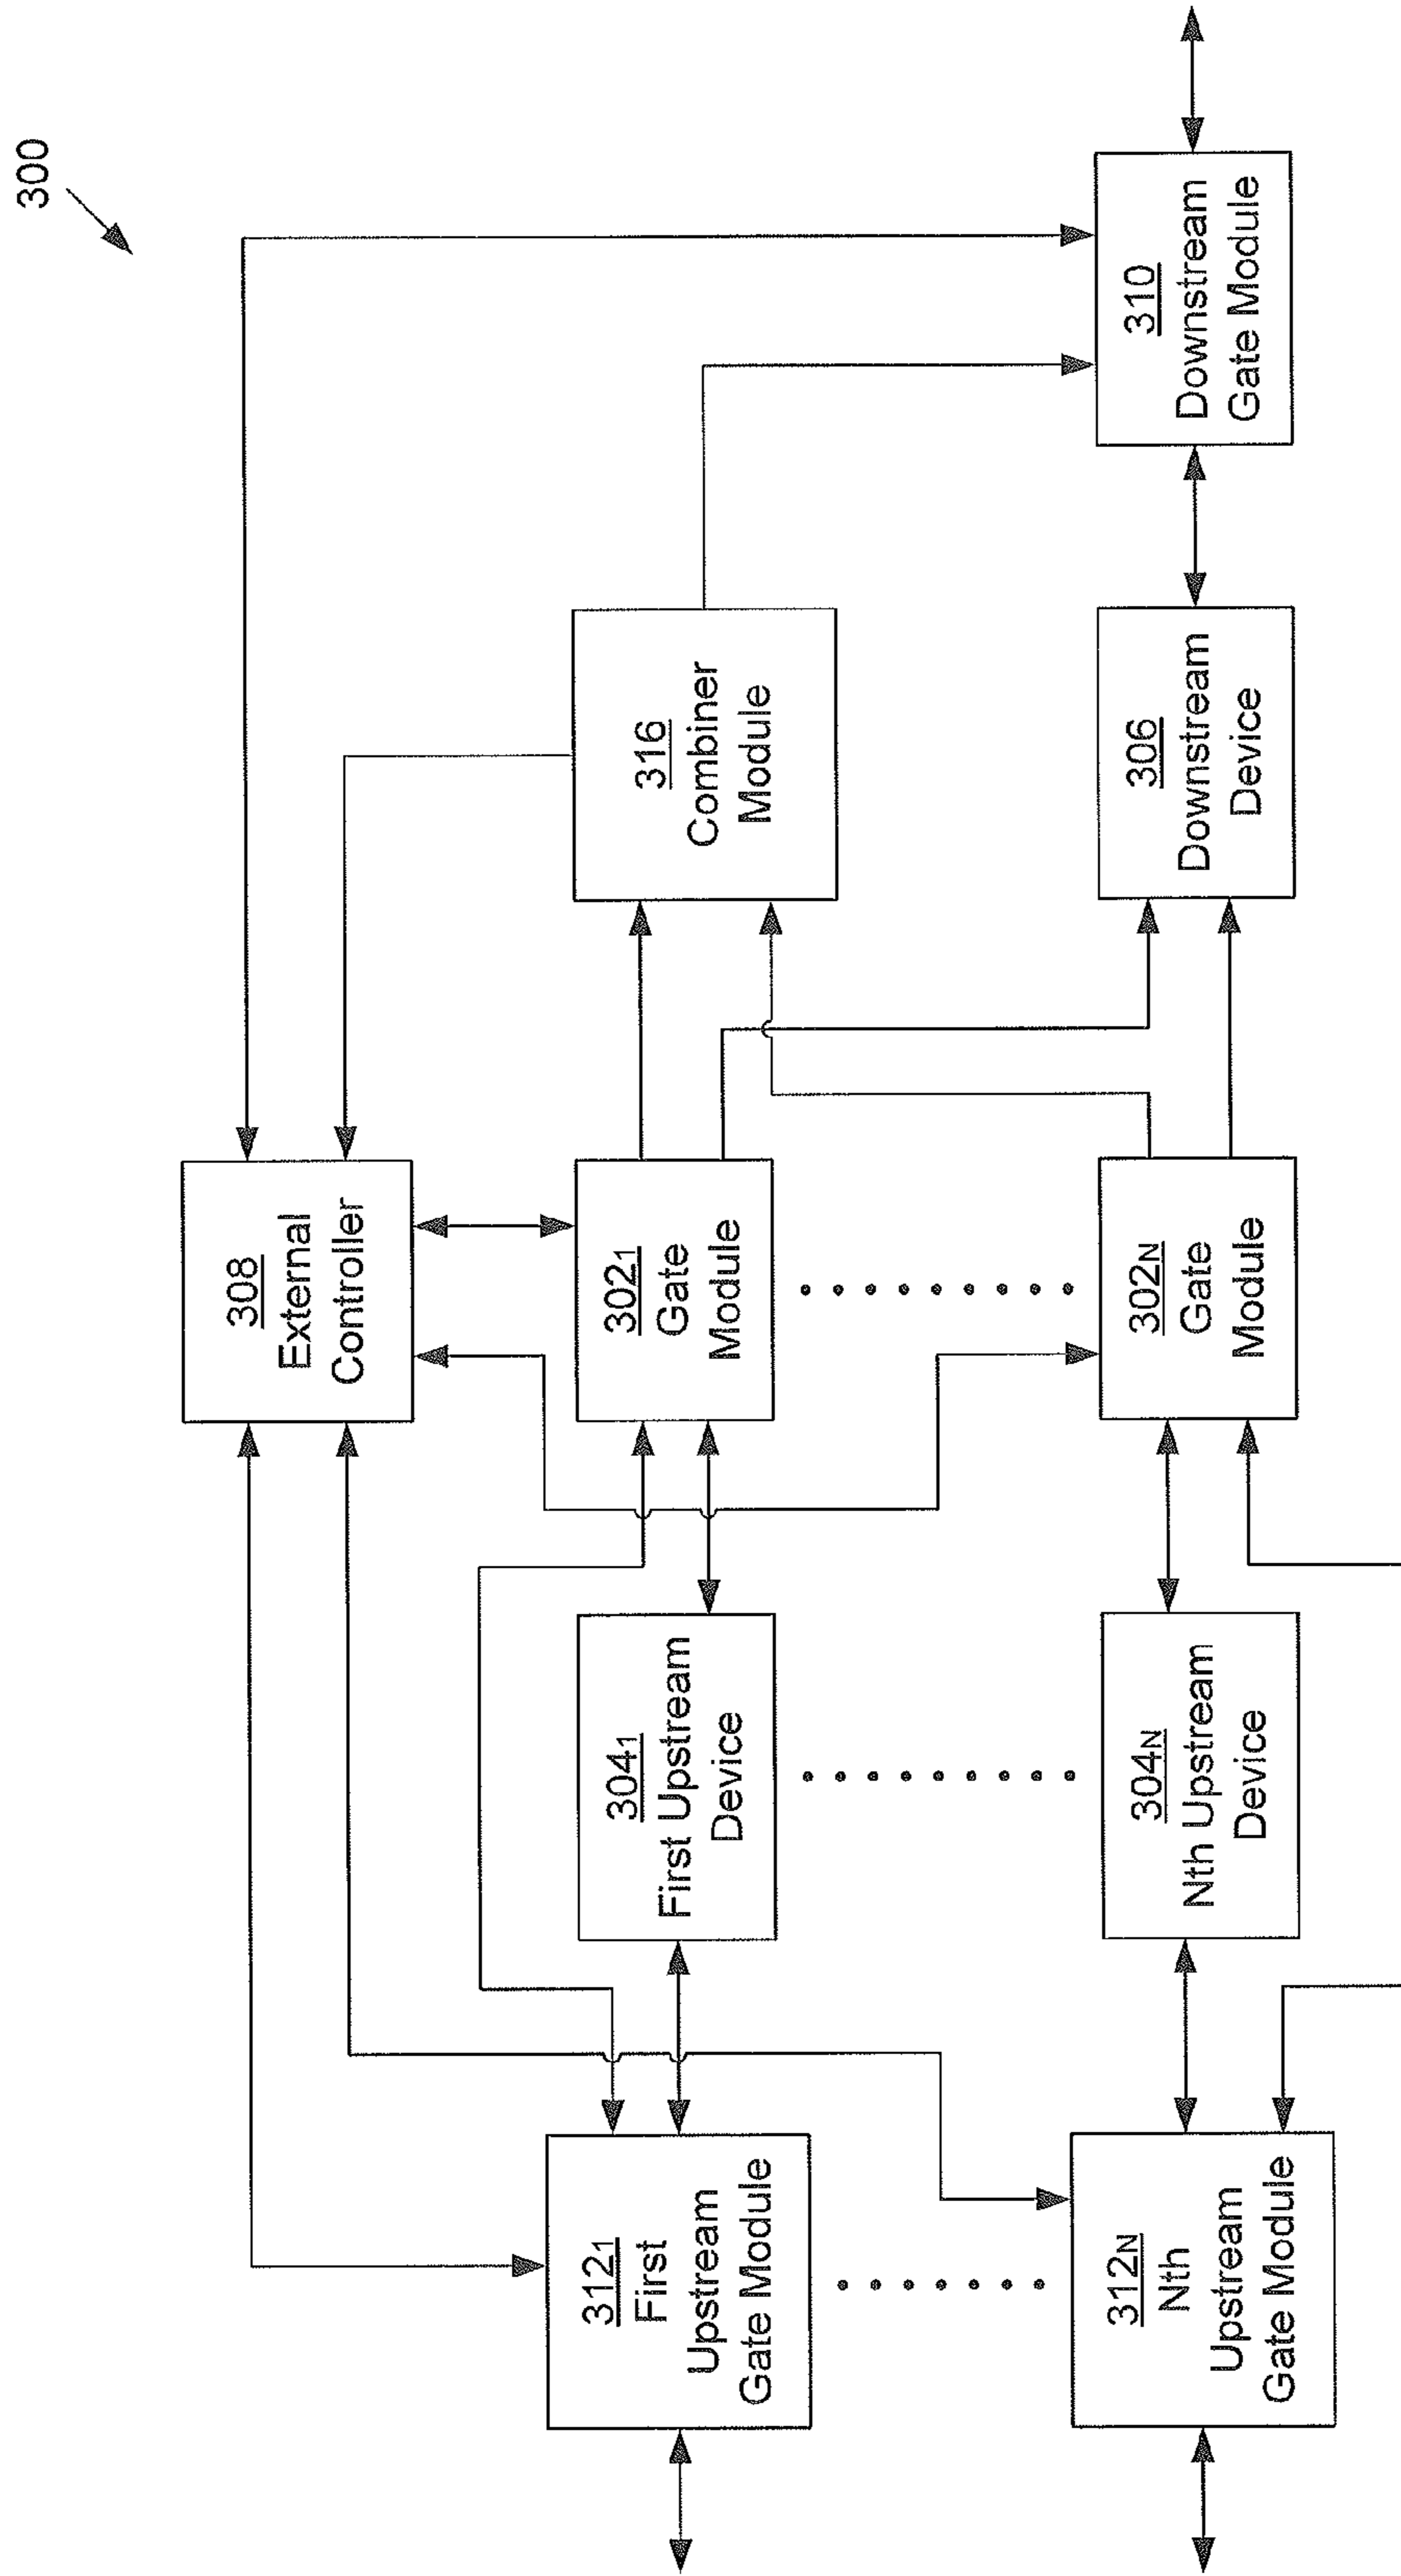 300
308
External
Controller
312₁
First
Upstream
Gate Module
304₁
First Upstream
Device
302₁
Gate
Module
316
Combiner
Module
312N
Nth
Upstream
Gate Module
304N
Nth Upstream
Device
302N
Gate
Module
306
Downstream
Device
310
Downstream
Gate Module